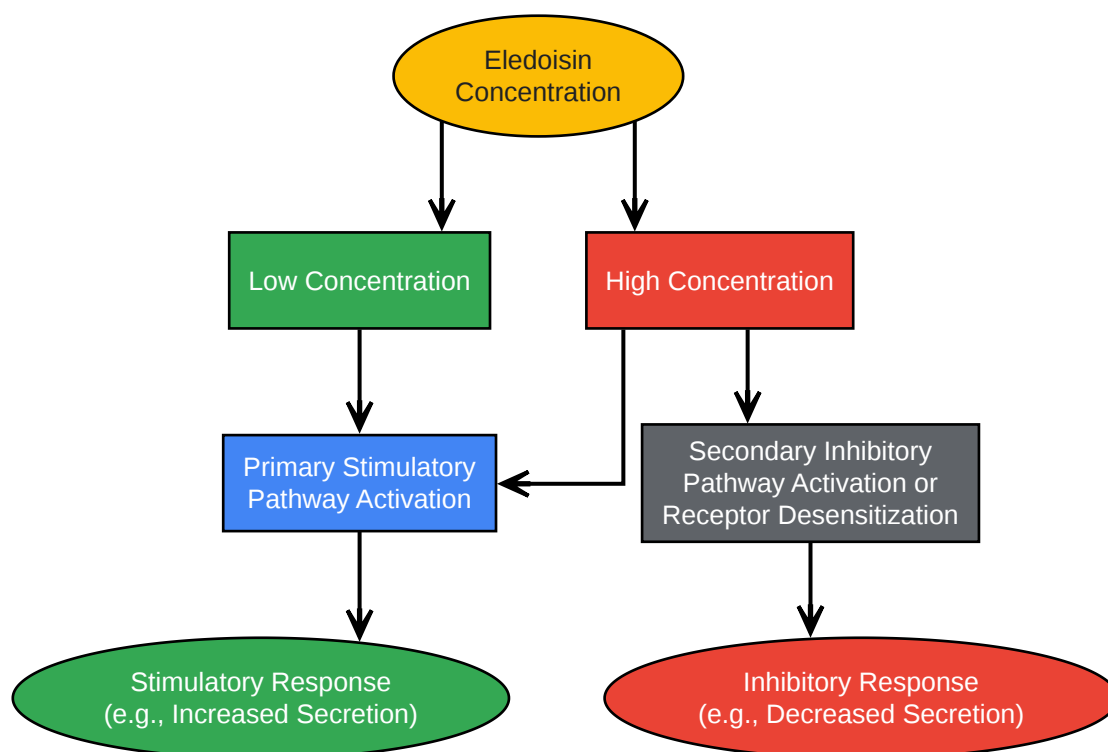 Eledoisin
Concentration
Low Concentration
High Concentration
Primary Stimulatory
Pathway Activation
Secondary Inhibitory
Pathway Activation or
Receptor Desensitization
Stimulatory Response
(e.g., Increased Secretion)
Inhibitory Response
(e.g., Decreased Secretion)